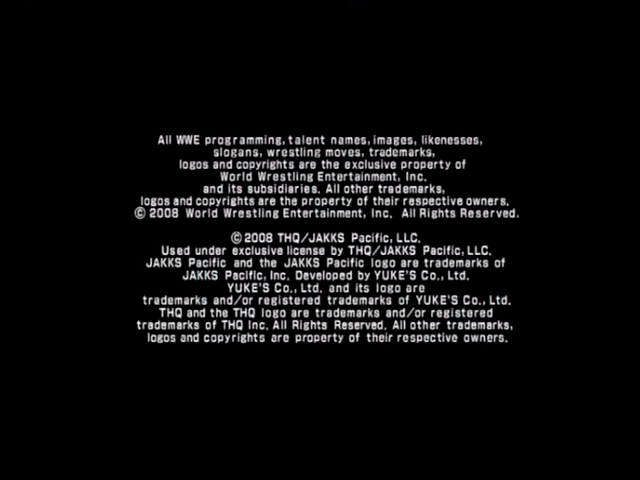 All WWE programming, talent names, images, likenesses,
slogans, wrestling moves, trademarks,
logos and copyrights are the exclusive property of
World Wrestling Entertainment, Inc.
and its subsidiaries. All other trademarks,
logos and copyrights are the property of their respective owners.
© 2008 World Wrestling Entertainment, Inc. All Rights Reserved.
© 2008 THQ/JAKKS Pacific, LLC.
Used under exclusive license by THQ/JAKKS Pacific, LLC.
JAKKS Pacific and the JAKKS Pacific logo are trademarks of
JAKKS Pacific, Inc. Developed by YUKE'S Co., Ltd.
YUKE'S Co., Ltd. and its logo are
trademarks and/or registered trademarks of YUKE'S Co., Ltd.
THQ and the THQ logo are trademarks and/or registered
trademarks of THQ Inc. All Rights Reserved. All other trademarks,
logos and copyrights are property of their respective owners.